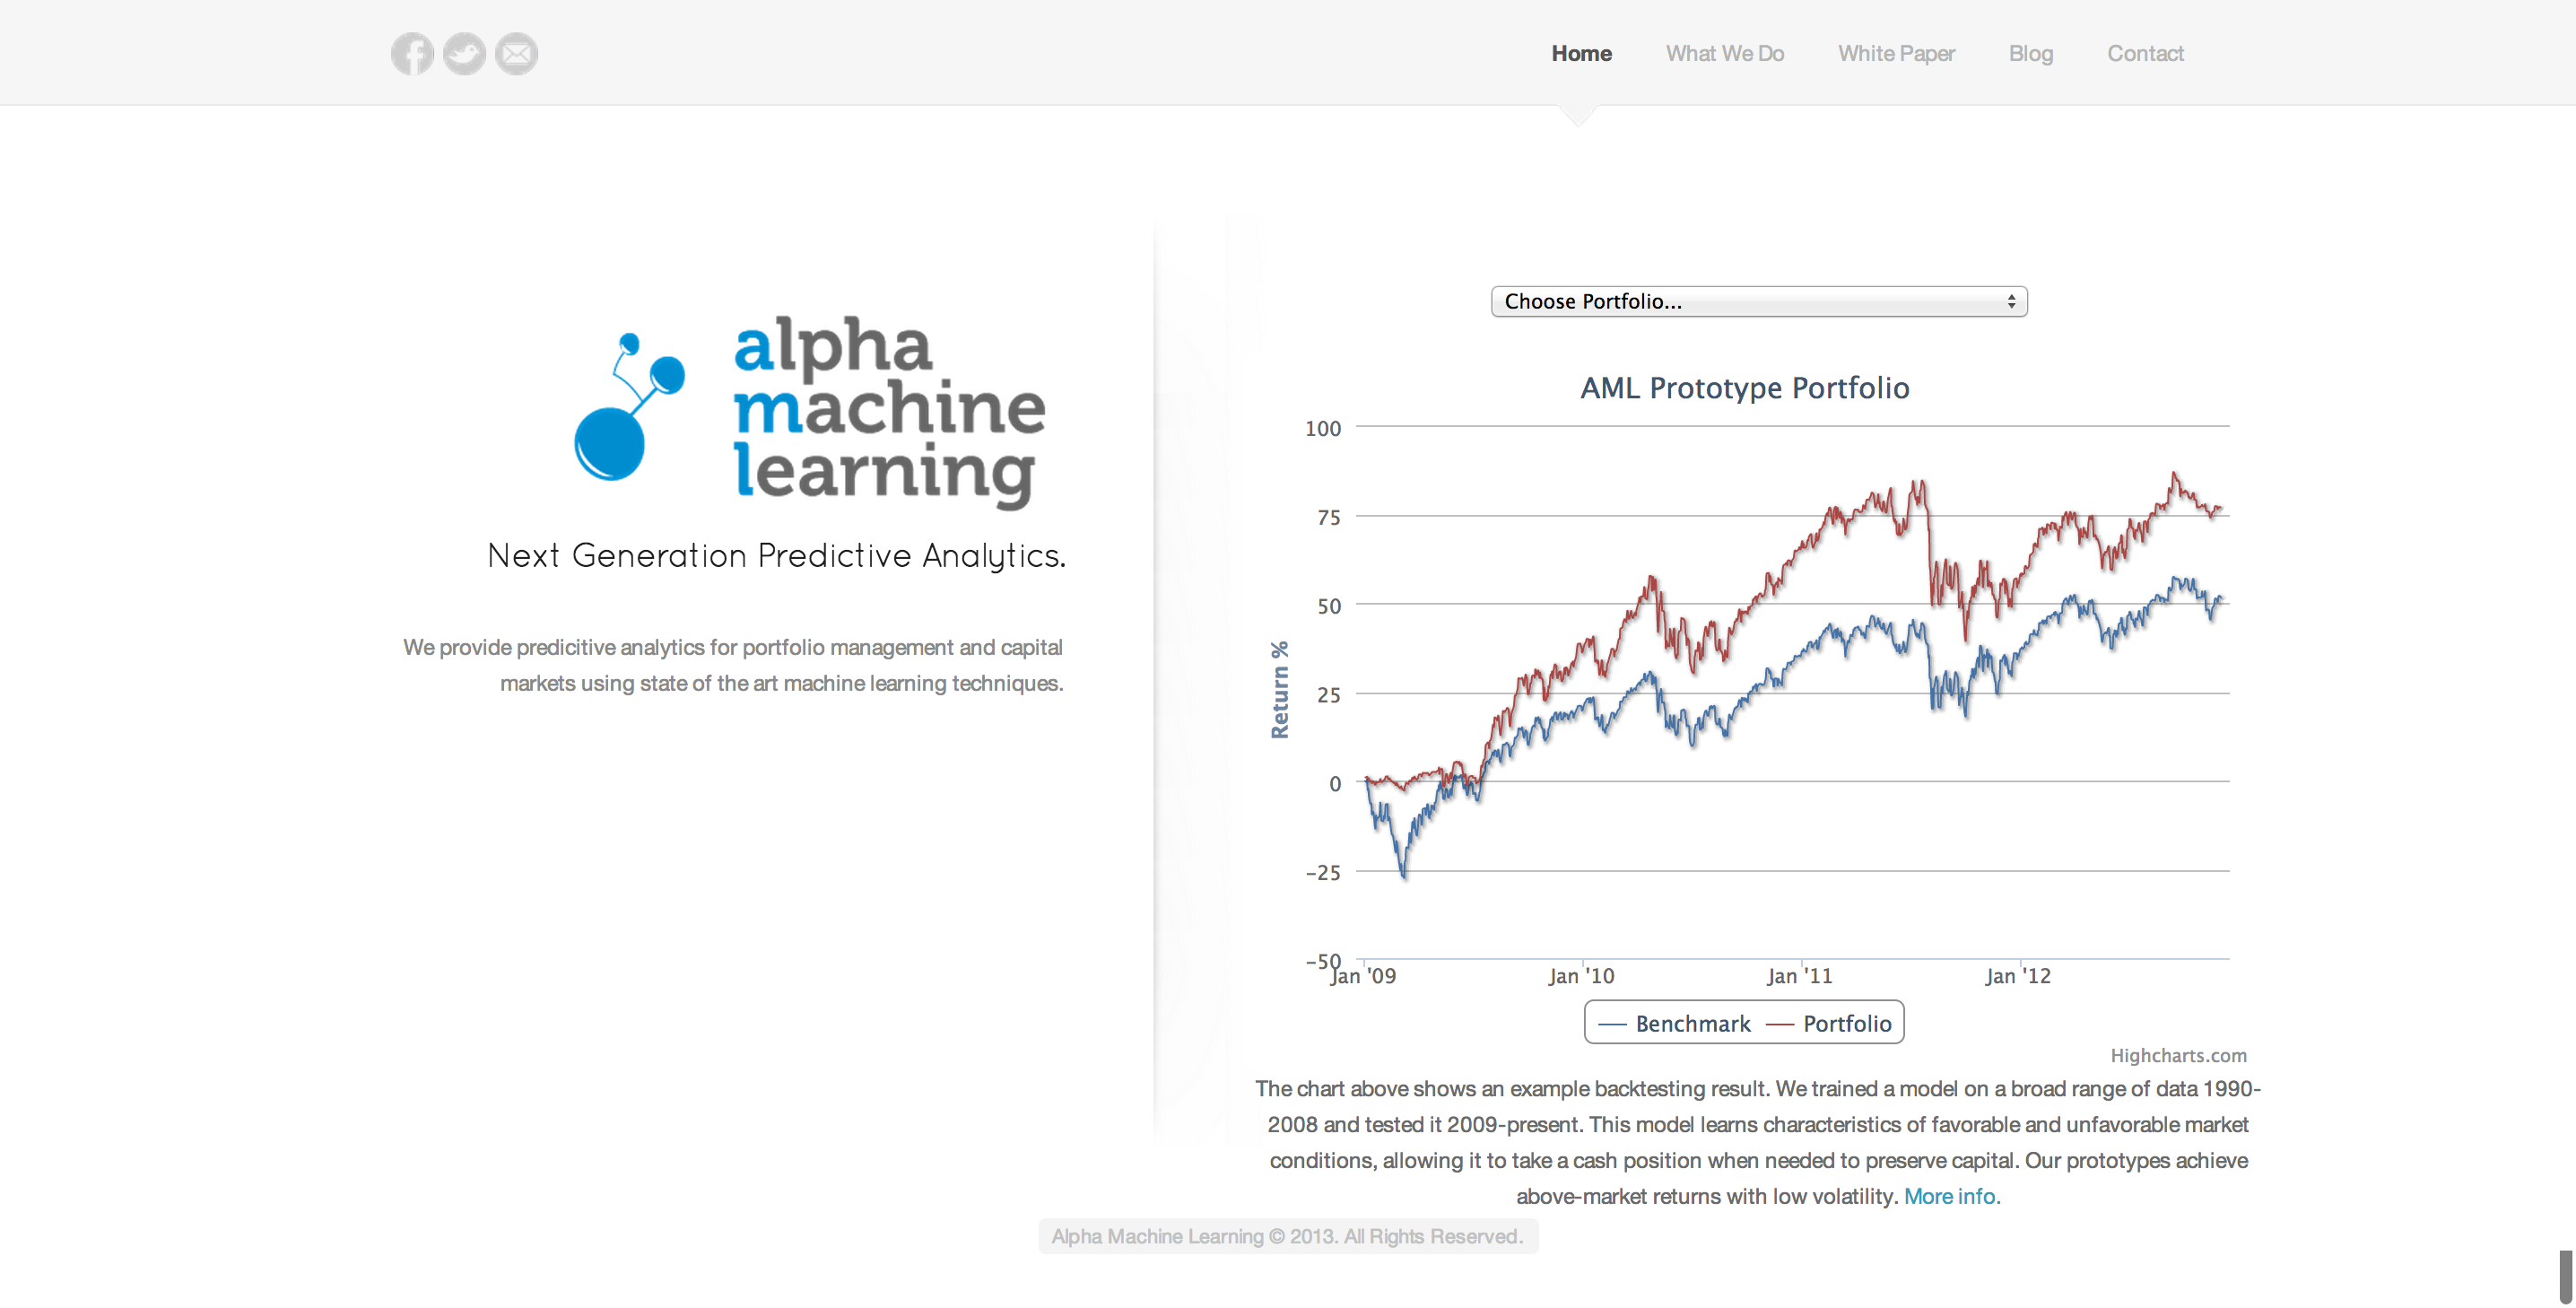 Home What We Do White Paper Blog Contact
alpha
machine
learning
Next Generation Predictive Analytics.
We provide predicitive analytics for portfolio management and capital
markets using state of the art machine learning techniques.
Choose Portfolio...
AML Prototype Portfolio
100
75
50
25
0
−25
−50
Return %
Jan '09 Jan '10 Jan '11 Jan '12
Benchmark Portfolio
Highcharts.com
The chart above shows an example backtesting result. We trained a model on a broad range of data 1990-
2008 and tested it 2009-present. This model learns characteristics of favorable and unfavorable market
conditions, allowing it to take a cash position when needed to preserve capital. Our prototypes achieve
above-market returns with low volatility. More info.
Alpha Machine Learning © 2013. All Rights Reserved.